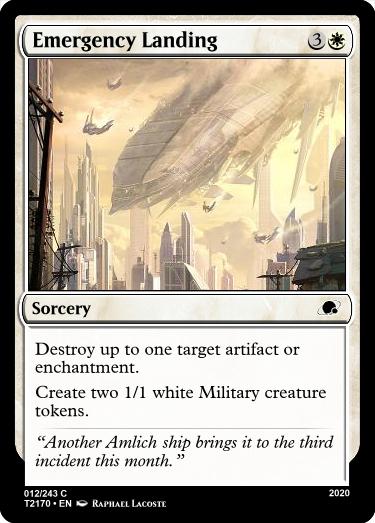 Emergency Landing 3
Sorcery
Destroy up to one target artifact or
enchantment.
Create two 1/1 white Military creature
tokens.
“Another Amlich ship brings it to the third
incident this month.”
012/243 C 2020
T2170 • EN Raphael Lacoste